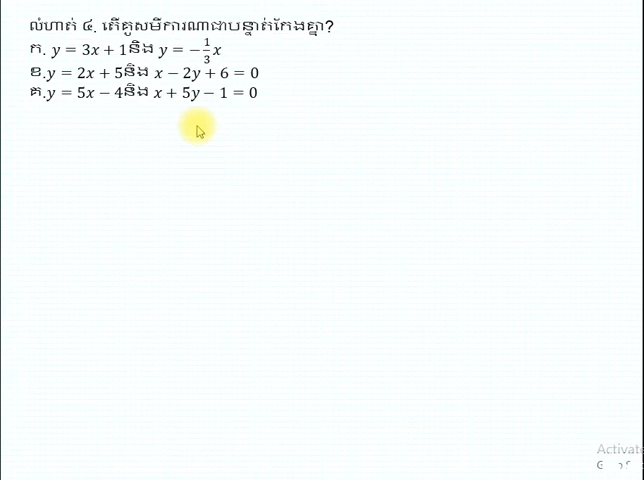 លំហាត់ ៤. តើគូសមីការណាជាបន្ទាត់កែងគ្នា?
ក. y = 3x + 1និង y = −1/3x
ខ.y = 2x + 5និង x − 2y + 6 = 0
គ.y = 5x − 4និង x + 5y − 1 = 0
Activate